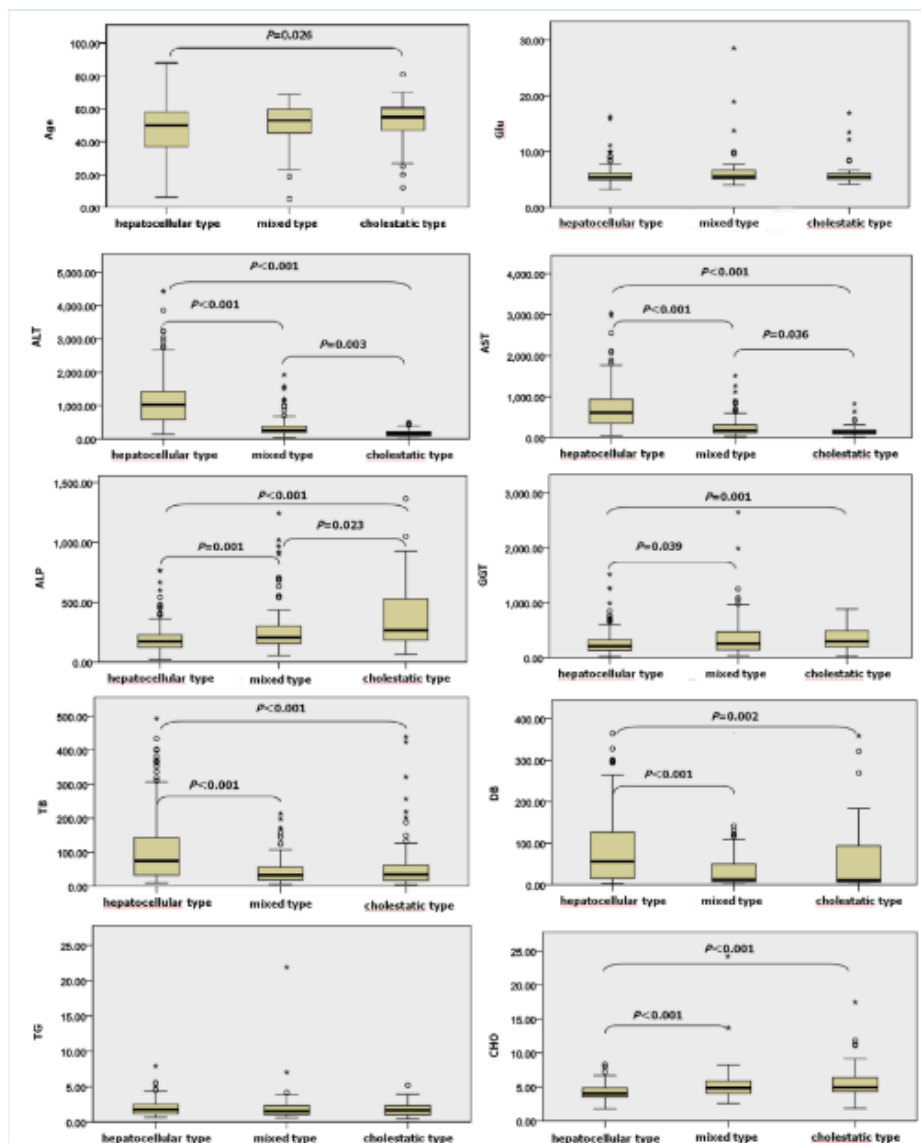 P=0.026
100.00
80.00
60.00
40.00
20.00
0.00
Age
hepatocellular type mixed type cholestatic type
30.00
20.00
10.00
0.00
Glu
hepatocellular type mixed type cholestatic type
P<0.001
P<0.001
P=0.003
5,000.00
4,000.00
3,000.00
2,000.00
1,000.00
0.00
ALT
hepatocellular type mixed type cholestatic type
P<0.001
P<0.001
P=0.036
4,000.00
3,000.00
2,000.00
1,000.00
0.00
AST
hepatocellular type mixed type cholestatic type
P<0.001
P=0.023
P=0.001
1,500.00
1,000.00
500.00
0.00
ALP
hepatocellular type mixed type cholestatic type
P=0.001
P=0.039
3,000.00
2,000.00
1,000.00
0.00
GGT
hepatocellular type mixed type cholestatic type
P<0.001
P<0.001
500.00
400.00
300.00
200.00
100.00
0.00
TB
hepatocellular type mixed type cholestatic type
P=0.002
P<0.001
400.00
300.00
200.00
100.00
0.00
DB
hepatocellular type mixed type cholestatic type
25.00
20.00
15.00
10.00
5.00
0.00
TG
hepatocellular type mixed type cholestatic type
P<0.001
P<0.001
25.00
20.00
15.00
10.00
5.00
0.00
CHO
hepatocellular type mixed type cholestatic type